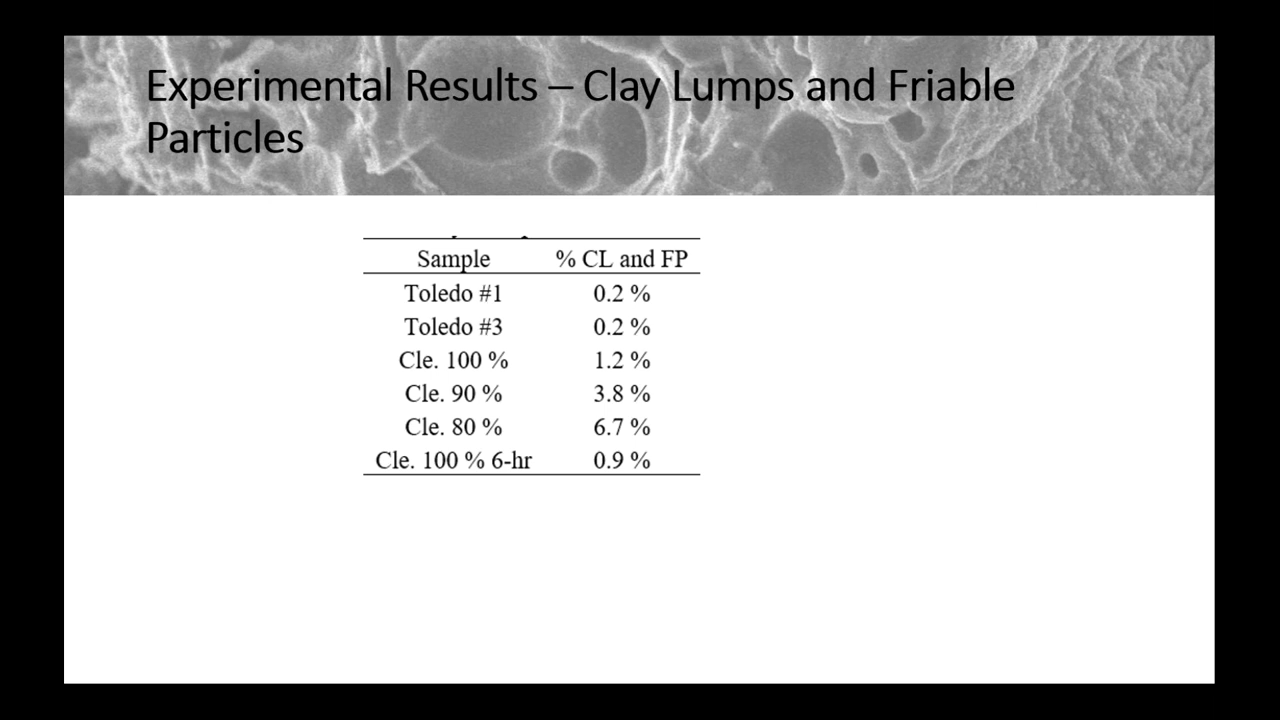 Experimental Results – Clay Lumps and Friable
Particles
Sample % CL and FP
Toledo #1 0.2 %
Toledo #3 0.2 %
Cle. 100 % 1.2 %
Cle. 90 % 3.8 %
Cle. 80 % 6.7 %
Cle. 100 % 6-hr 0.9 %